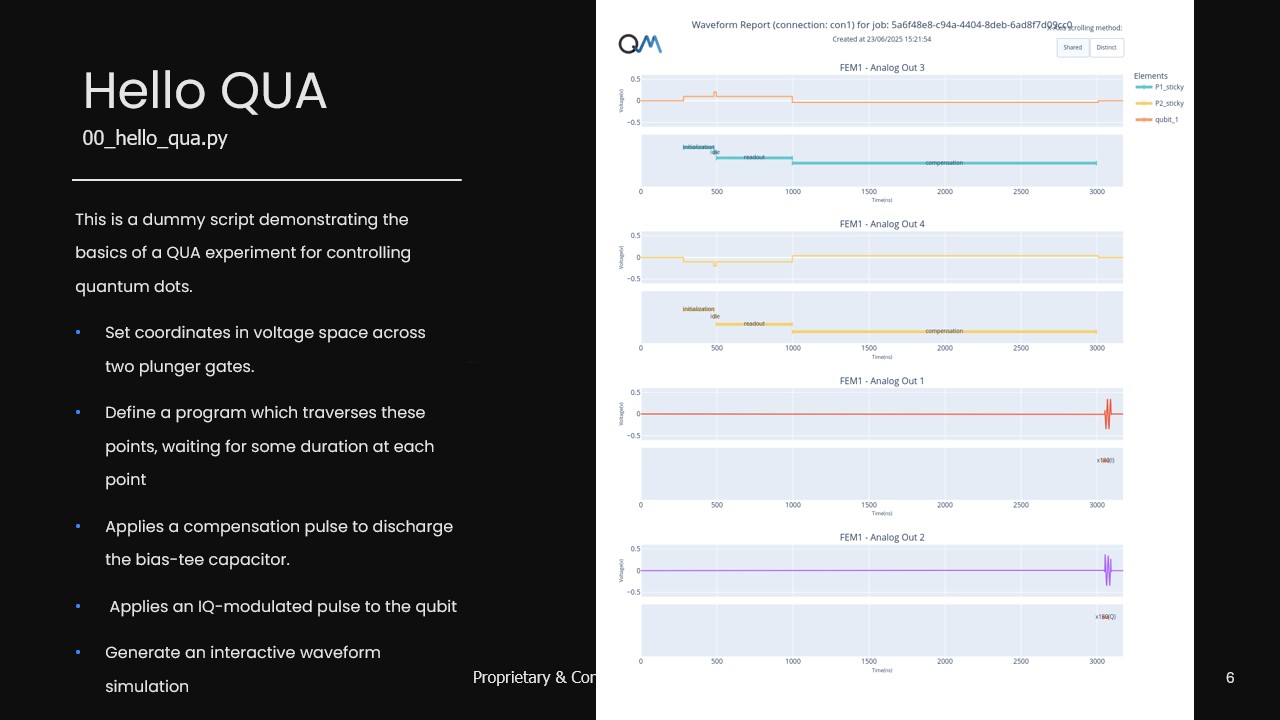 Hello QUA
00_hello_qua.py
This is a dummy script demonstrating the
basics of a QUA experiment for controlling
quantum dots.
• Set coordinates in voltage space across
two plunger gates.
• Define a program which traverses these
points, waiting for some duration at each
point
• Applies a compensation pulse to discharge
the bias-tee capacitor.
• Applies an IQ-modulated pulse to the qubit
• Generate an interactive waveform
simulation
Proprietary & Con
6
QM
Waveform Report (connection: con1) for job: 5a6f48e8-c94a-4404-8deb-6ad8f7d09cc0
Created at 23/06/2025 15:21:54
scrolling method:
Shared Distinct
Elements
P1_sticky
P2_sticky
qubit_1
FEM1 - Analog Out 3
0.5
0
−0.5
Voltage(v)
initialization
idle
readout
compensation
0 500 1000 1500 2000 2500 3000
Time(ns)
FEM1 - Analog Out 4
0.5
0
−0.5
Voltage(v)
initialization
idle
readout
compensation
0 500 1000 1500 2000 2500 3000
Time(ns)
FEM1 - Analog Out 1
0.5
0
−0.5
Voltage(v)
x180(I)
0 500 1000 1500 2000 2500 3000
Time(ns)
FEM1 - Analog Out 2
0.5
0
−0.5
Voltage(v)
x180(Q)
0 500 1000 1500 2000 2500 3000
Time(ns)